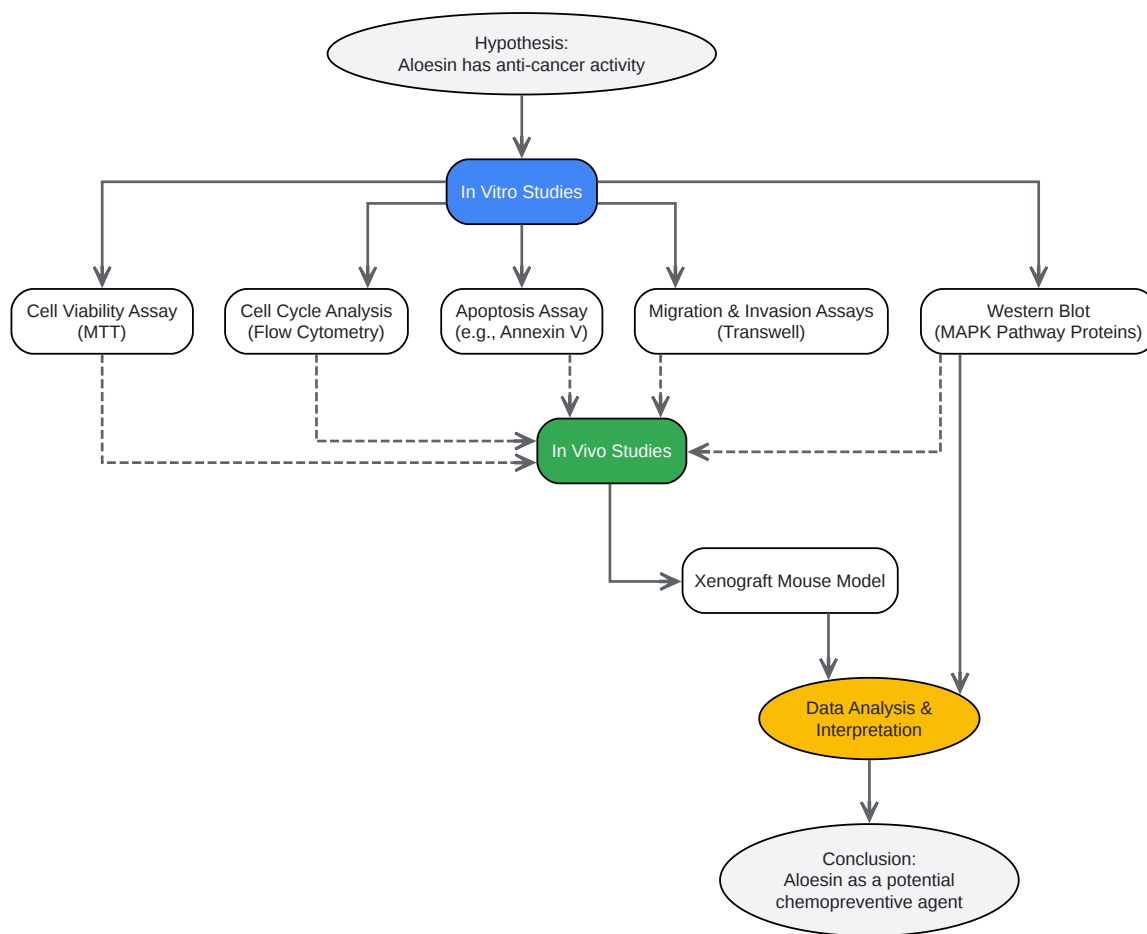 Hypothesis:
Aloesin has anti-cancer activity
In Vitro Studies
Cell Viability Assay
(MTT)
Cell Cycle Analysis
(Flow Cytometry)
Apoptosis Assay
(e.g., Annexin V)
Migration & Invasion Assays
(Transwell)
Western Blot
(MAPK Pathway Proteins)
In Vivo Studies
Xenograft Mouse Model
Data Analysis &
Interpretation
Conclusion:
Aloesin as a potential
chemopreventive agent